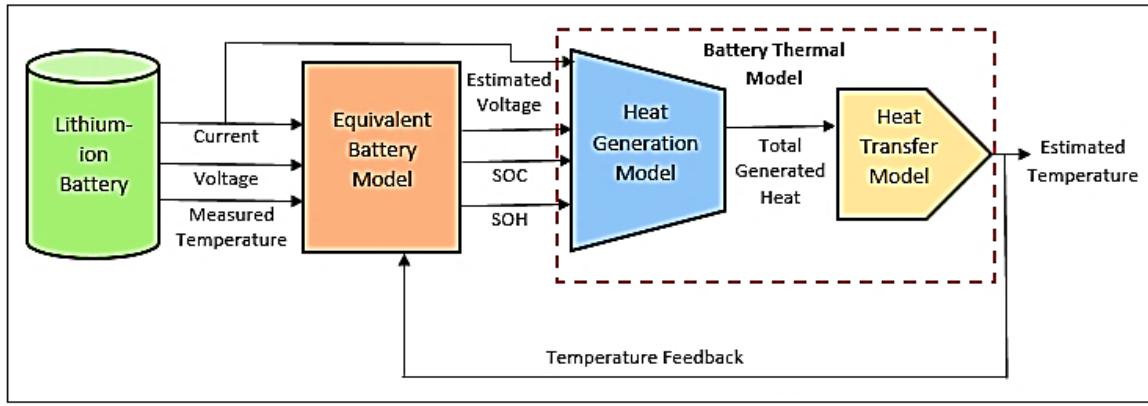 Lithium-
ion
Battery
Current
Voltage
Measured
Temperature
Equivalent
Battery
Model
Estimated
Voltage
SOC
SOH
Battery Thermal
Model
Heat
Generation
Model
Total
Generated
Heat
Heat
Transfer
Model
Estimated
Temperature
Temperature Feedback